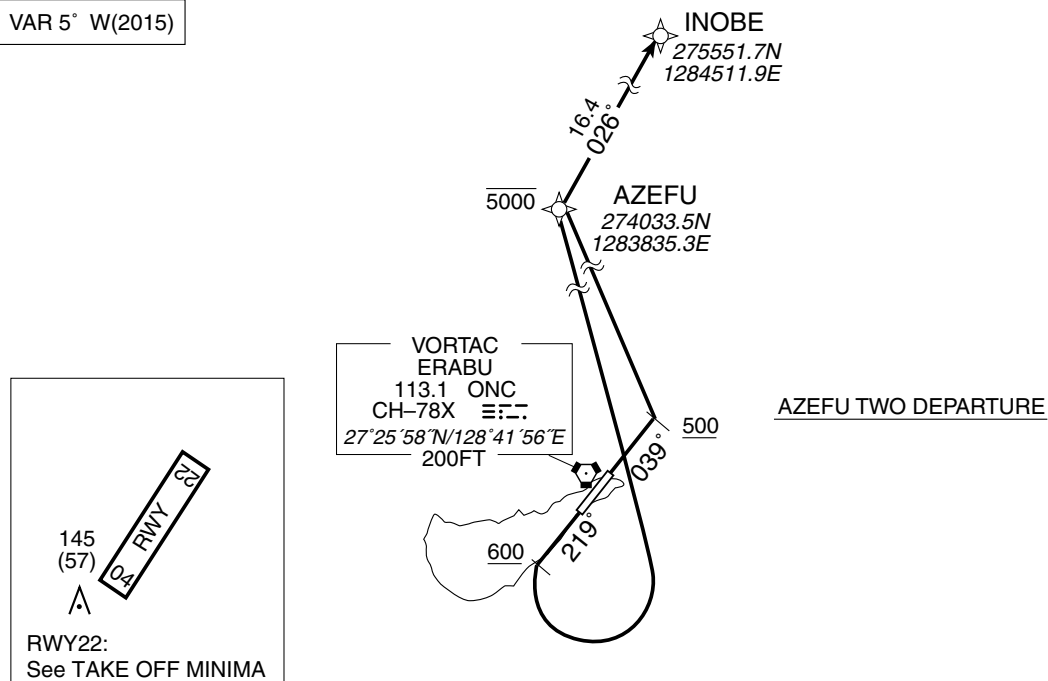 VAR 5° W(2015)
INOBE
275551.7N
1284511.9E
16.4
026°
5000
AZEFU
274033.5N
1283835.3E
VORTAC
ERABU
113.1 ONC
CH–78X
27°25´58˝N/128°41´56˝E
200FT
AZEFU TWO DEPARTURE
500
039°
219°
600
22
RWY
04
145
(57)
RWY22:
See TAKE OFF MINIMA